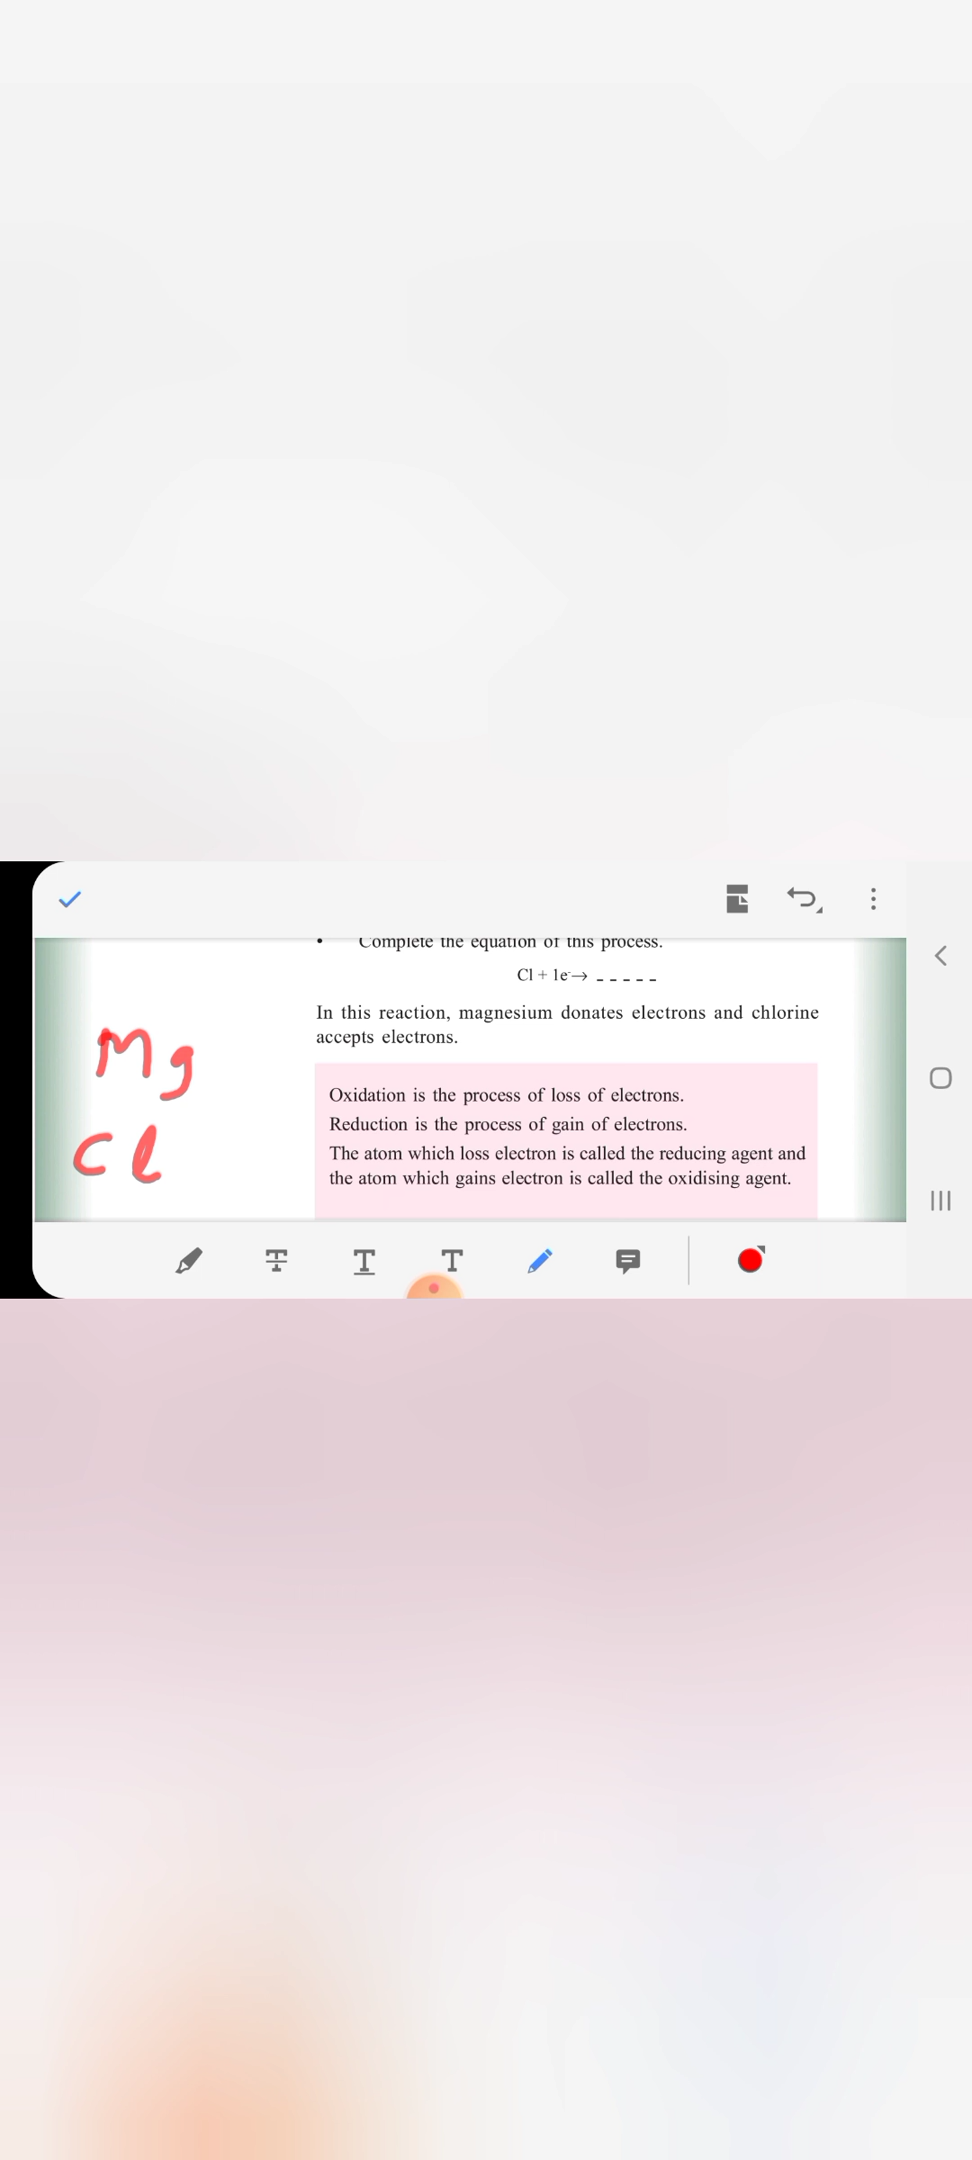 • Complete the equation of this process.
Cl + 1e⁻→ _ _ _ _ _
In this reaction, magnesium donates electrons and chlorine
accepts electrons.
Mg
Cl
Oxidation is the process of loss of electrons.
Reduction is the process of gain of electrons.
The atom which loss electron is called the reducing agent and
the atom which gains electron is called the oxidising agent.